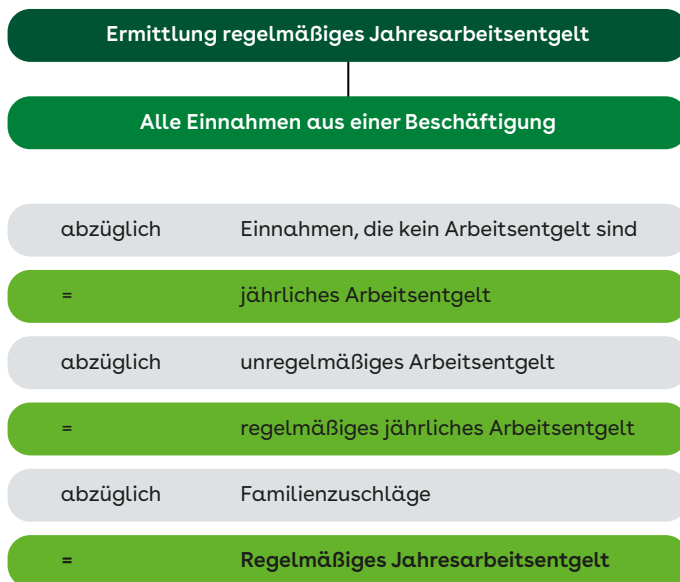 Ermittlung regelmäßiges Jahresarbeitsentgelt
Alle Einnahmen aus einer Beschäftigung
abzüglich Einnahmen, die kein Arbeitsentgelt sind
= jährliches Arbeitsentgelt
abzüglich unregelmäßiges Arbeitsentgelt
= regelmäßiges jährliches Arbeitsentgelt
abzüglich Familienzuschläge
= Regelmäßiges Jahresarbeitsentgelt